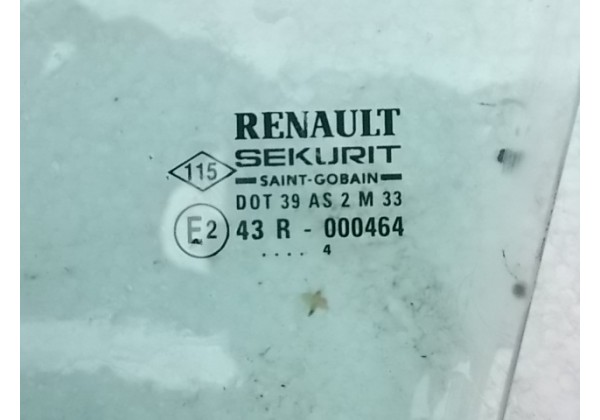 RENAULT
SEKURIT
115
SAINT-GOBAIN
DOT 39 AS 2 M 33
E2 43 R - 000464
.... 4